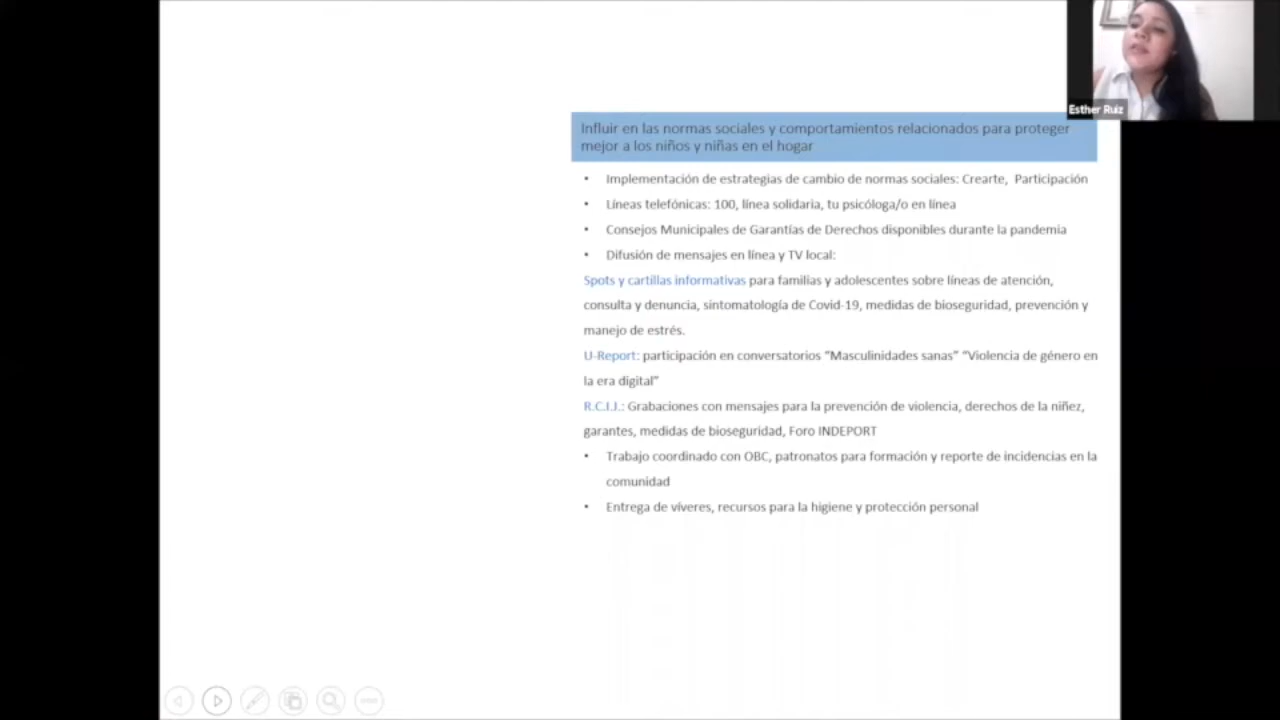 Esther Ruiz
Influir en las normas sociales y comportamientos relacionados para proteger
mejor a los niños y niñas en el hogar
• Implementación de estrategias de cambio de normas sociales: Crearte, Participación
• Líneas telefónicas: 100, línea solidaria, tu psicóloga/o en línea
• Consejos Municipales de Garantías de Derechos disponibles durante la pandemia
• Difusión de mensajes en línea y TV local:
Spots y cartillas informativas para familias y adolescentes sobre líneas de atención,
consulta y denuncia, sintomatología de Covid-19, medidas de bioseguridad, prevención y
manejo de estrés.
U-Report: participación en conversatorios “Masculinidades sanas” “Violencia de género en
la era digital”
R.C.I.J.: Grabaciones con mensajes para la prevención de violencia, derechos de la niñez,
garantes, medidas de bioseguridad, Foro INDEPORT
• Trabajo coordinado con OBC, patronatos para formación y reporte de incidencias en la
comunidad
• Entrega de víveres, recursos para la higiene y protección personal